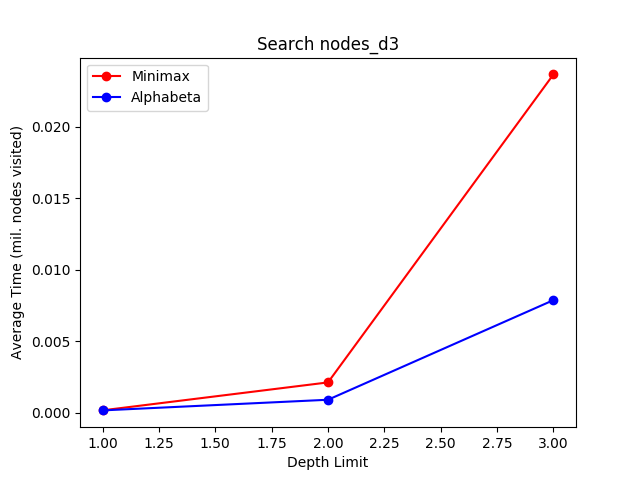 Search nodes_d3
Minimax
Alphabeta
Average Time (mil. nodes visited)
0.020
0.015
0.010
0.005
0.000
1.00 1.25 1.50 1.75 2.00 2.25 2.50 2.75 3.00
Depth Limit